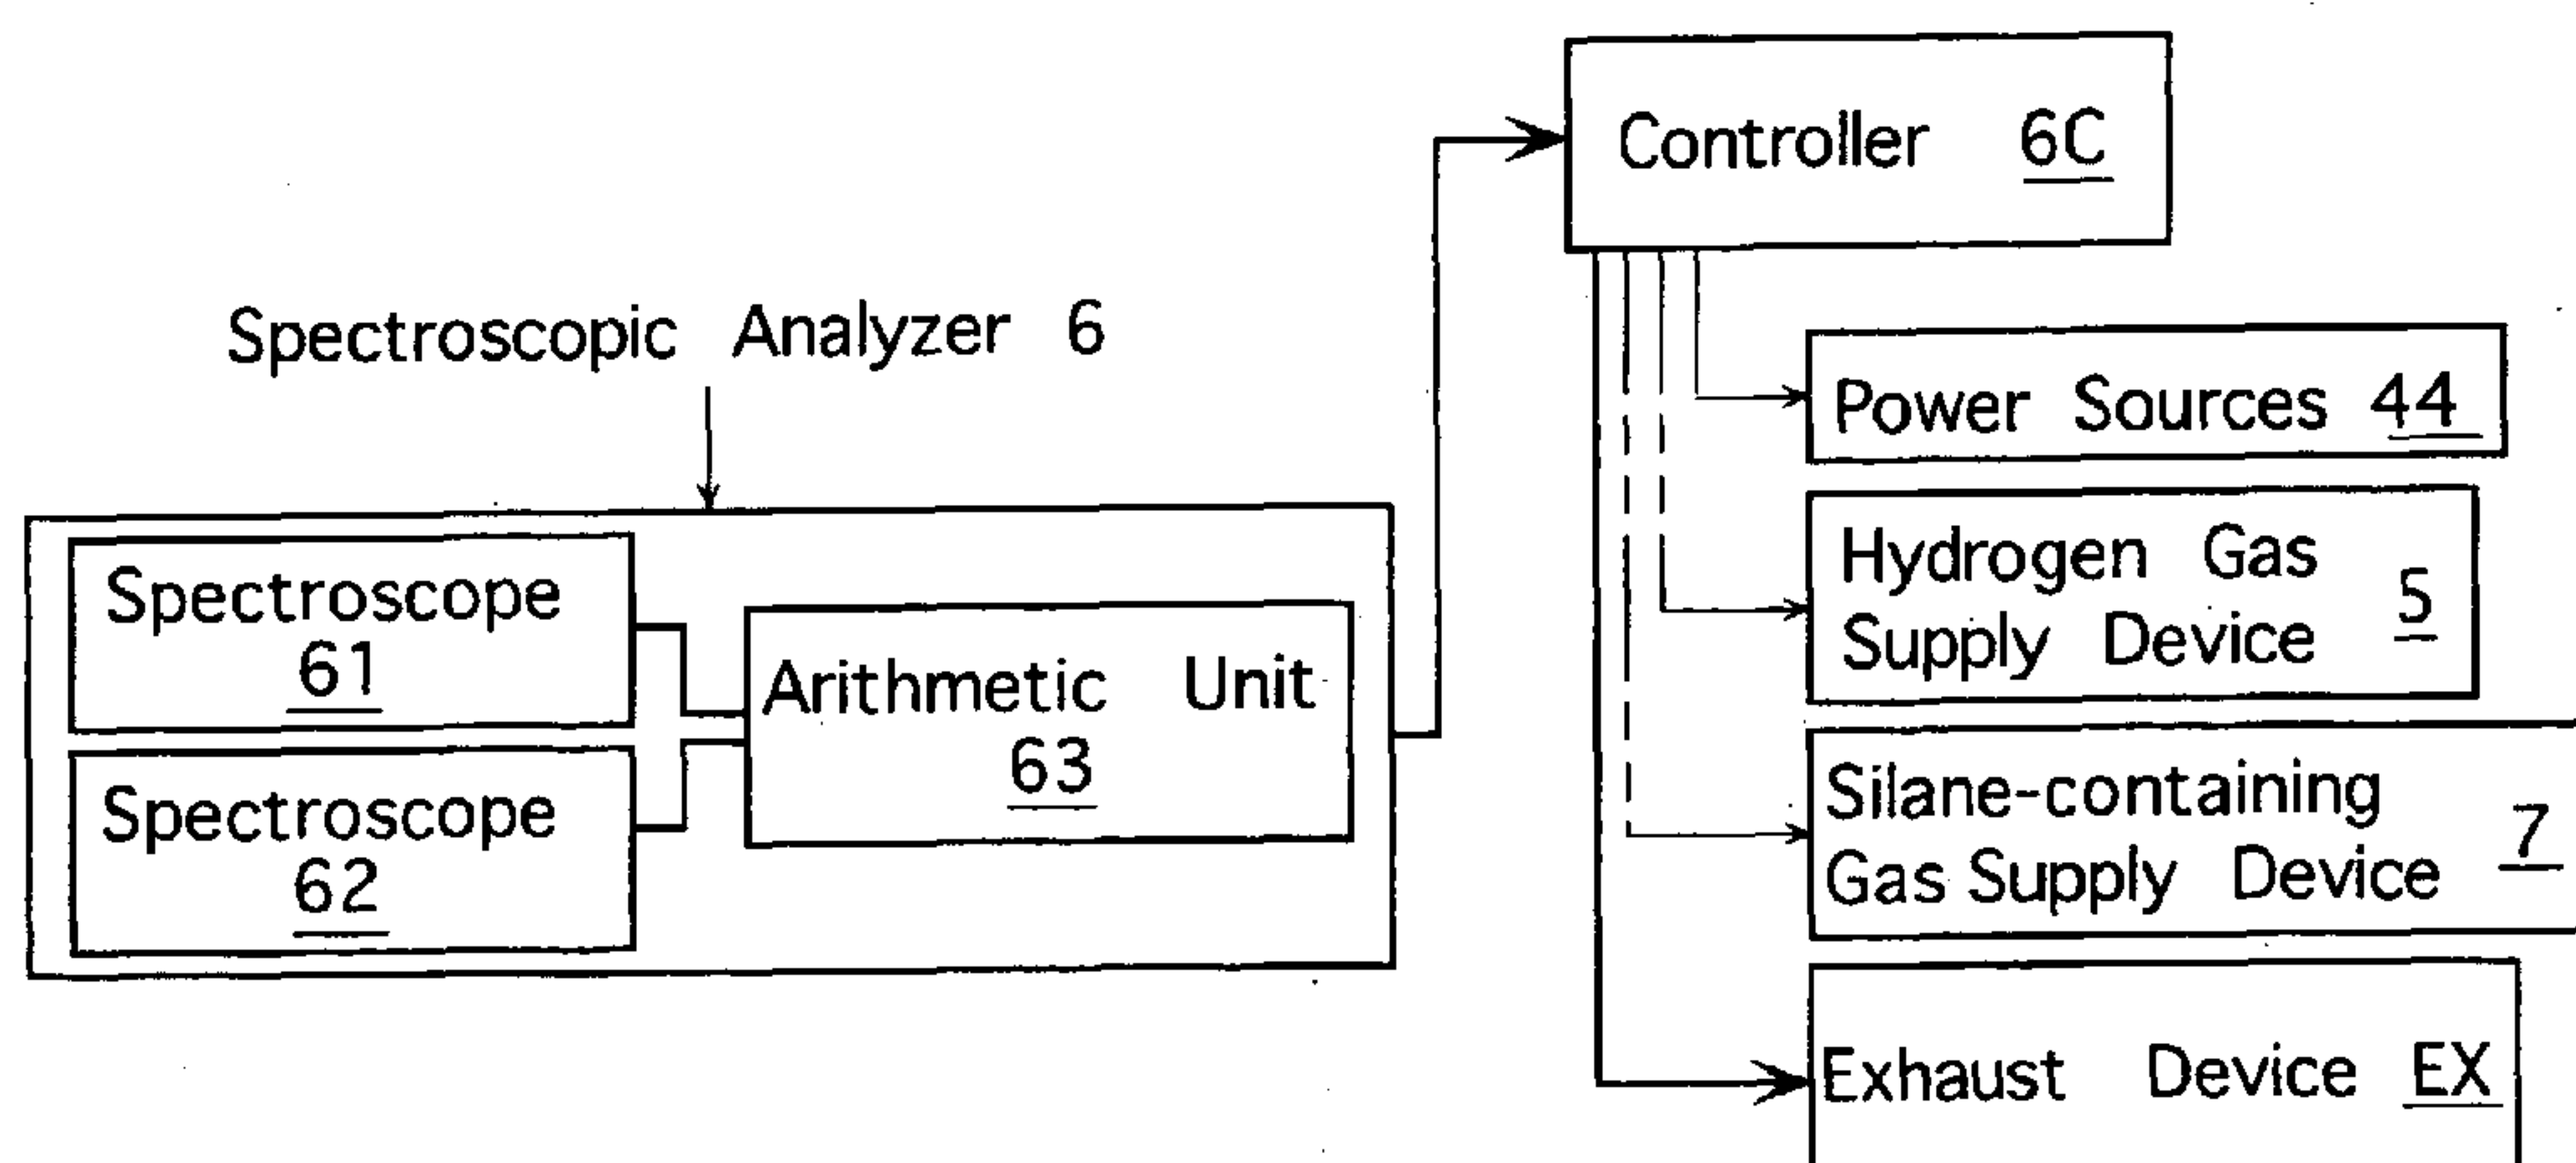 Controller 6C
Spectroscopic Analyzer 6
Power Sources 44
Spectroscope
61
Arithmetic Unit
63
Spectroscope
62
Hydrogen Gas
Supply Device 5
Silane-containing
Gas Supply Device 7
Exhaust Device EX